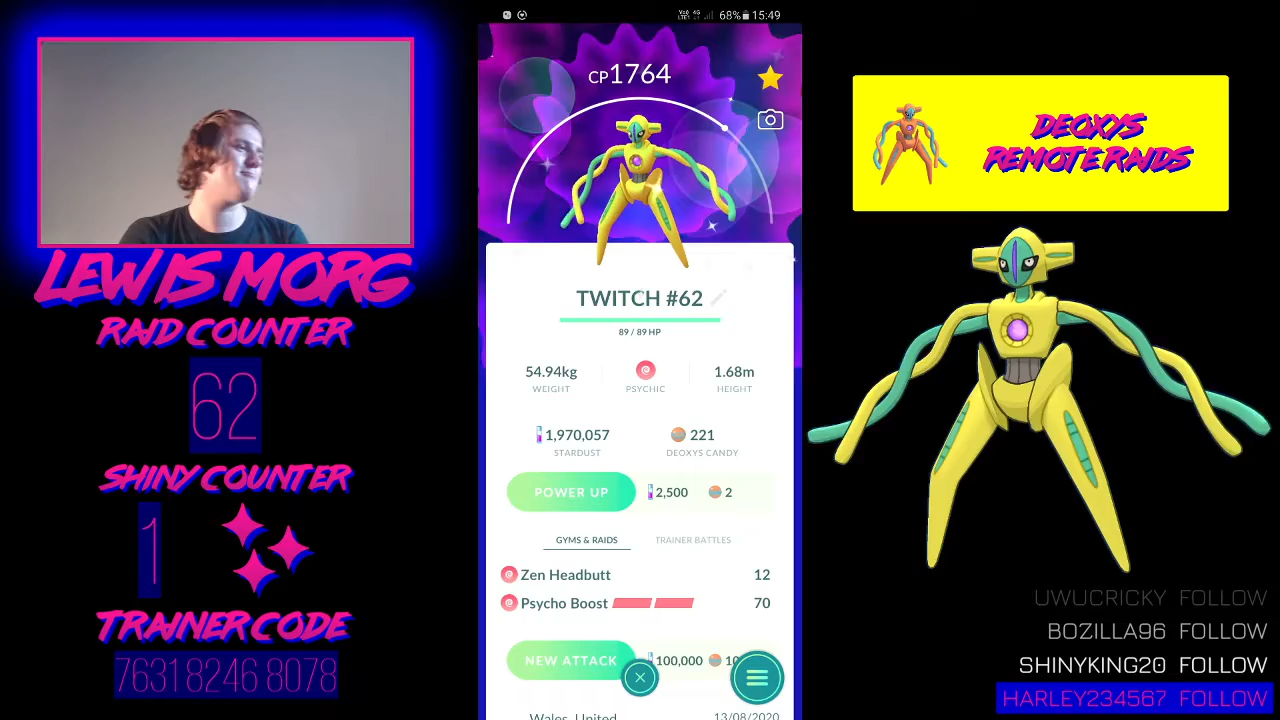 LEWIS MORG
RAID COUNTER
62
SHINY COUNTER
1
TRAINER CODE
7631 8246 8078
VoLTE1 4G 68% 15:49
CP1764
TWITCH #62
89 / 89 HP
54.94kg PSYCHIC 1.68m
WEIGHT HEIGHT
1,970,057 221
STARDUST DEOXYS CANDY
POWER UP 2,500 2
GYMS & RAIDS TRAINER BATTLES
Zen Headbutt 12
Psycho Boost 70
NEW ATTACK 100,000
Wales, United 13/08/2020
DEOXYS
REMOTE RAIDS
UWUCRICKY FOLLOW
BOZILLA96 FOLLOW
SHINYKING20 FOLLOW
HARLEY234567 FOLLOW